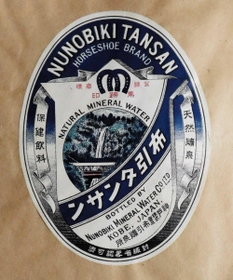 NUNOBIKI TANSAN
HORSESHOE BRAND
NATURAL MINERAL WATER
保健飲料
天然鑛泉
ンサンタ引布
BOTTLED BY
NUNOBIKI MINERAL WATER CO LTD.
KOBE, JAPAN.